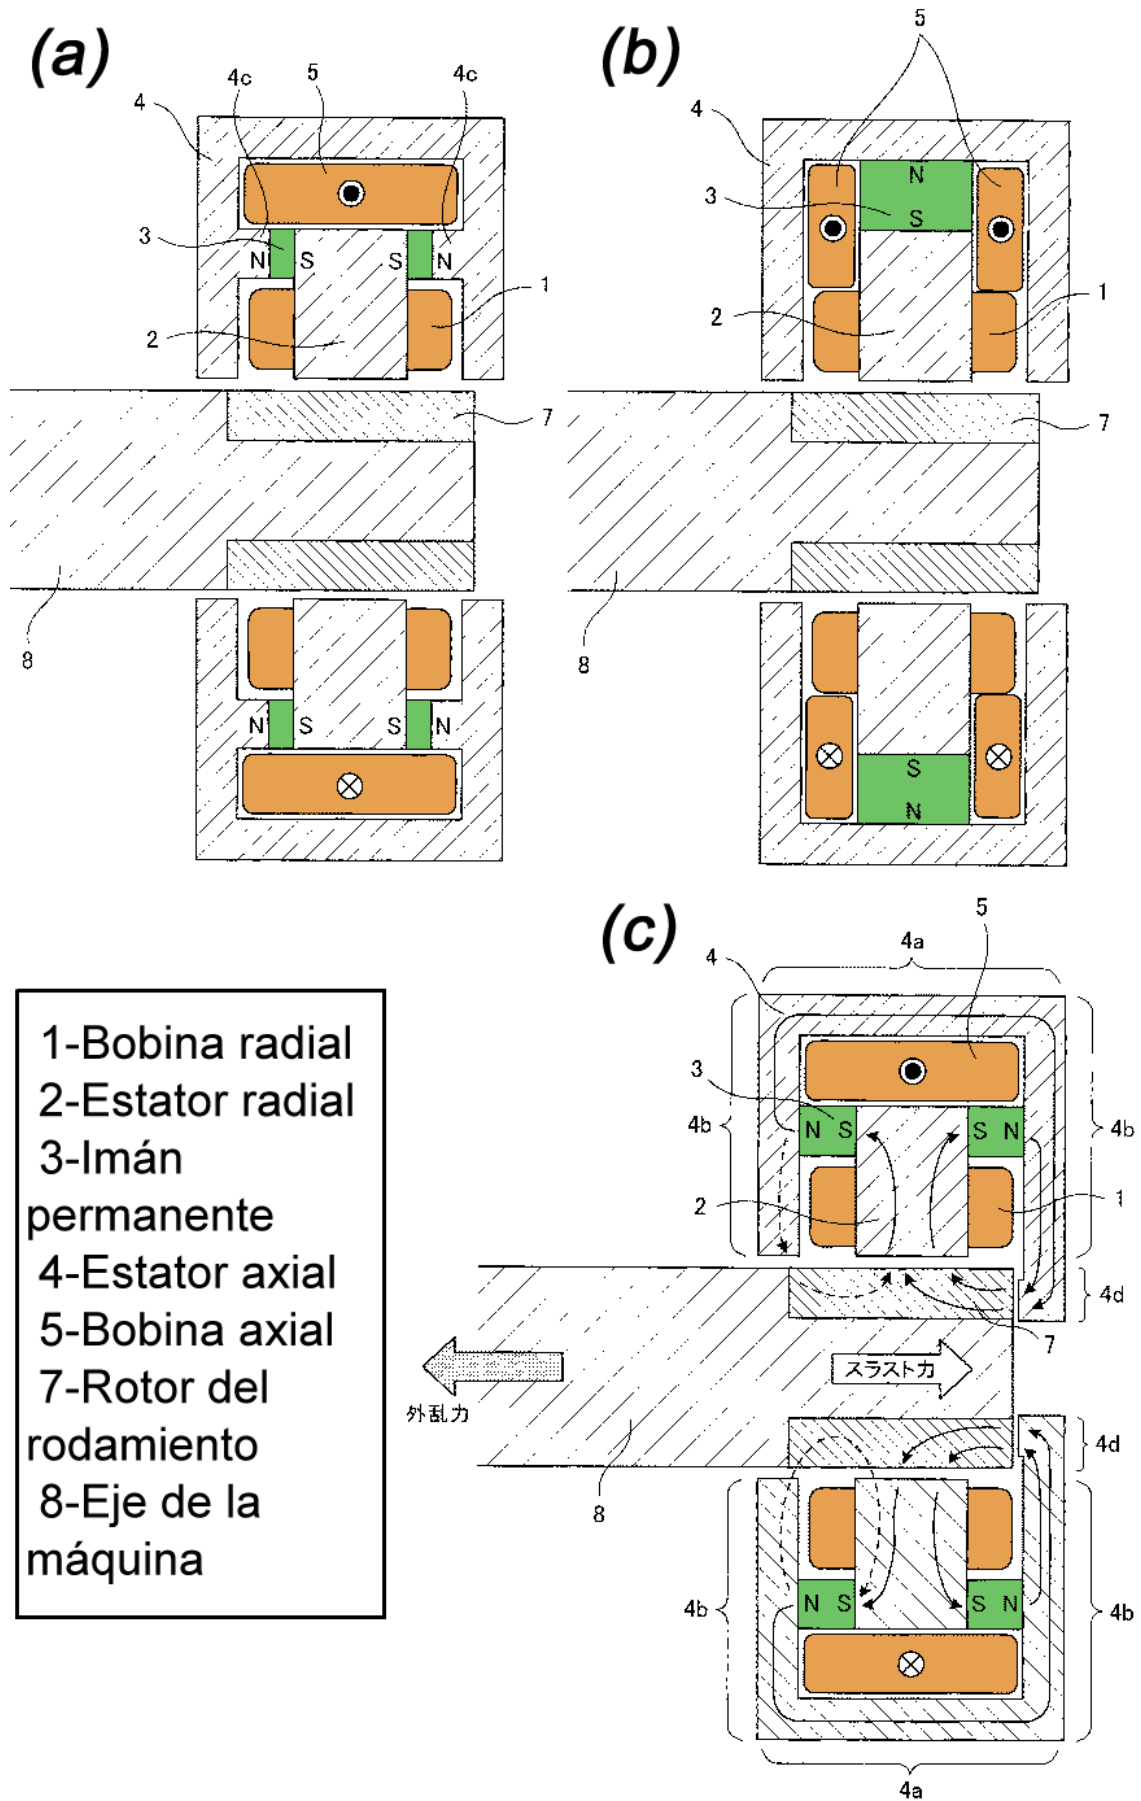 (a)
4c
5
4c
4
3
N
S
S
N
1
2
7
8
N
S
S
N
(b)
5
4
N
3
S
1
2
7
8
S
N
(c)
5
4a
4
3
4b
N
S
S
N
4b
2
1
4d
7
スラスト力
外乱力
4d
8
4b
N
S
S
N
4b
4a
1-Bobina radial
2-Estator radial
3-Imán
permanente
4-Estator axial
5-Bobina axial
7-Rotor del
rodamiento
8-Eje de la
máquina